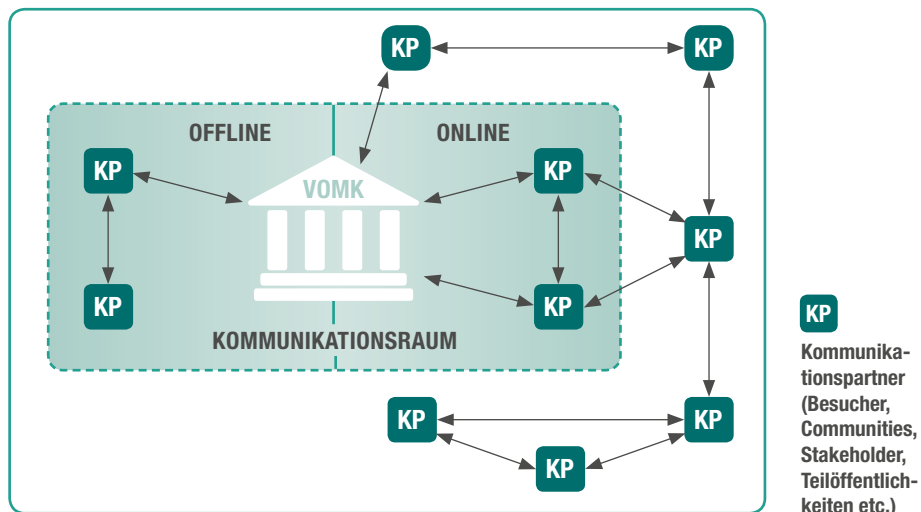 KP
KP
OFFLINE
ONLINE
KP
KP
VOMK
KP
KP
KP
KOMMUNIKATIONSRAUM
KP
KP
KP
KP
Kommunika-
tionspartner
(Besucher,
Communities,
Stakeholder,
Teilöffentlich-
keiten etc.)